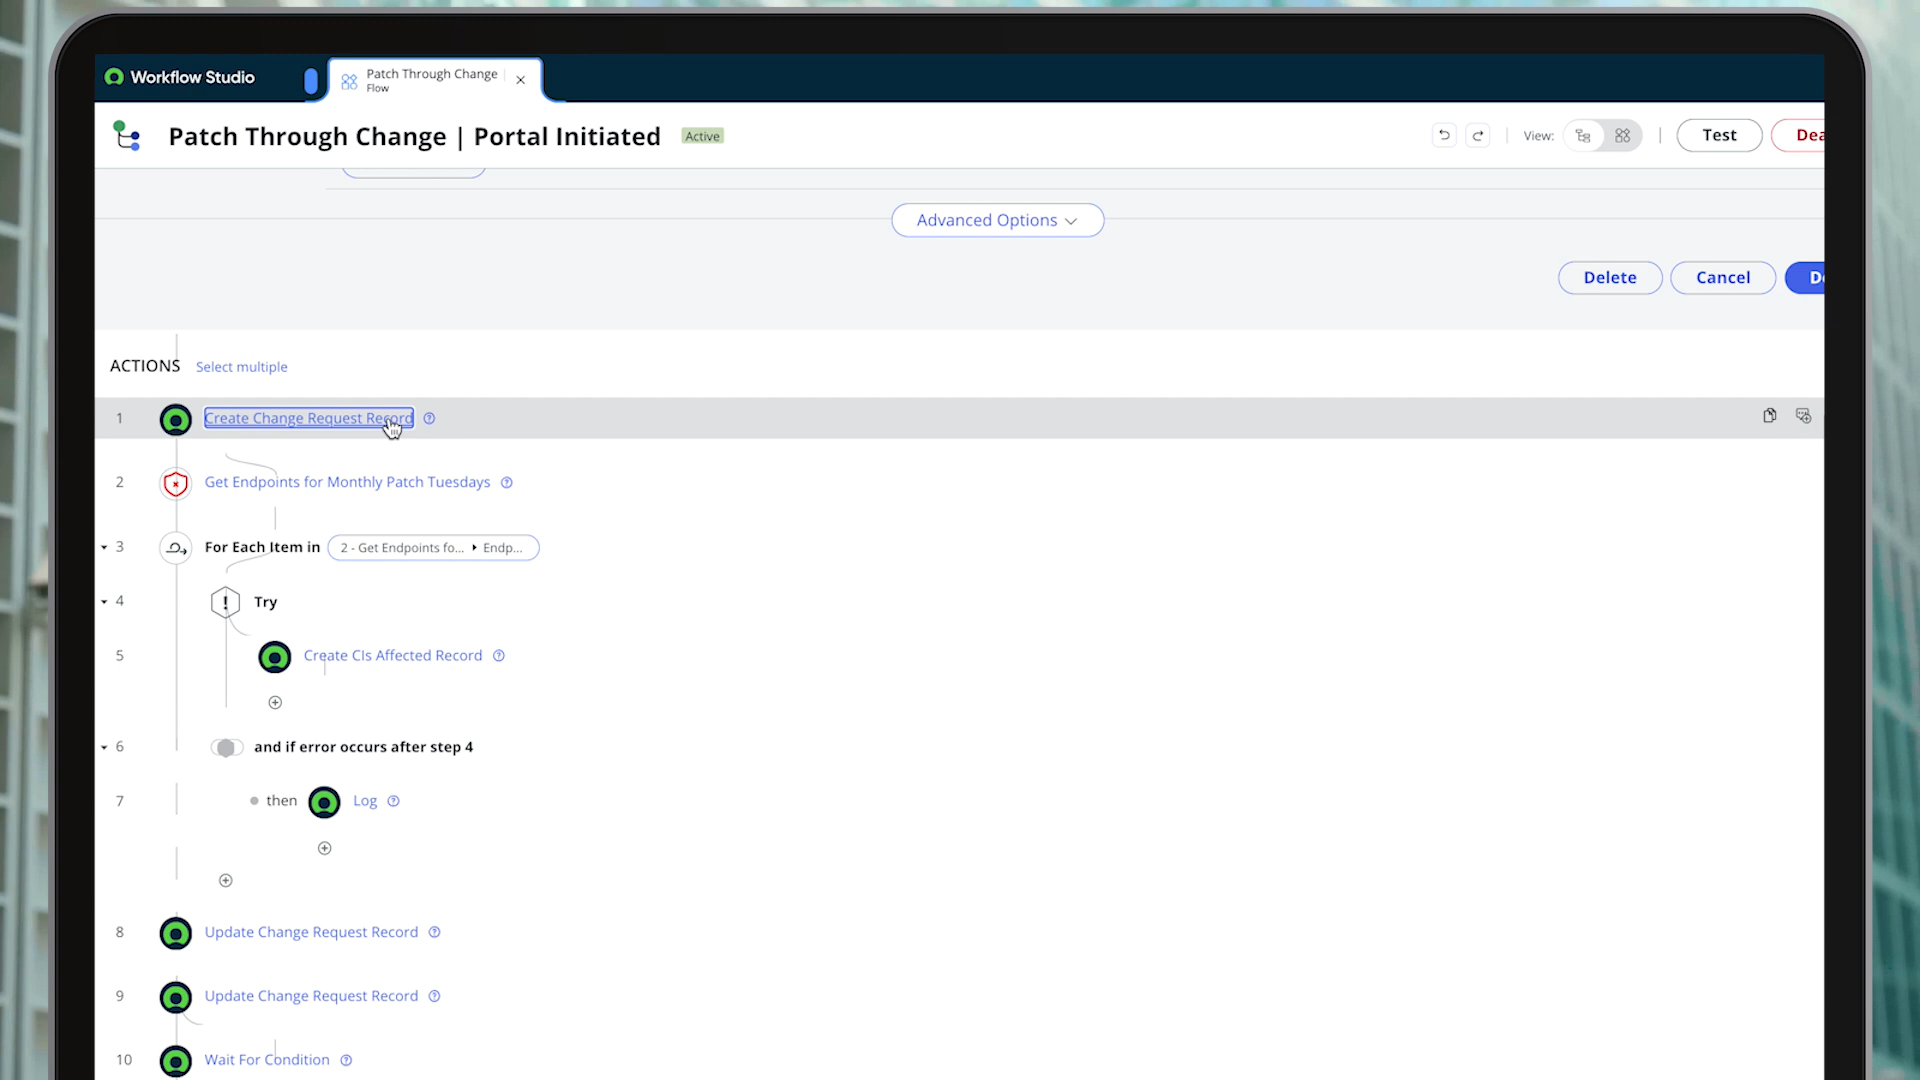 Workflow Studio
Patch Through Change
Flow
Patch Through Change | Portal Initiated
Active
View:
Test
Dea
Advanced Options
Delete
Cancel
D
ACTIONS
Select multiple
1
Create Change Request Record
2
Get Endpoints for Monthly Patch Tuesdays
3
For Each Item in
2 - Get Endpoints fo... Endp...
4
Try
5
Create CIs Affected Record
6
and if error occurs after step 4
7
then
Log
8
Update Change Request Record
9
Update Change Request Record
10
Wait For Condition